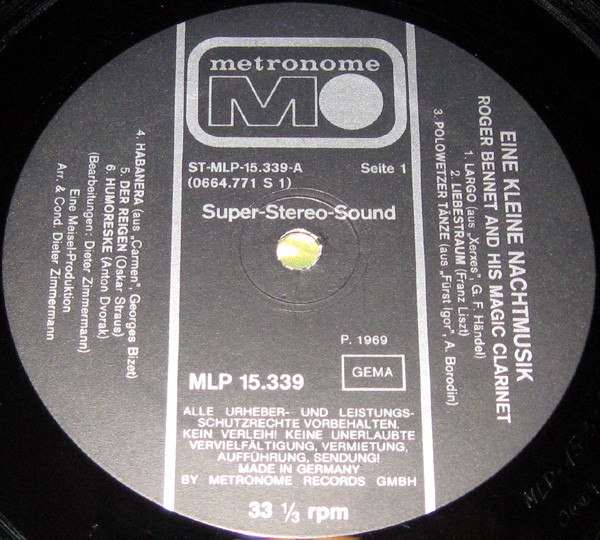 metronome
MO
ST-MLP-15.339-A
Seite 1
(0664.771 S 1)
Super-Stereo-Sound
P. 1969
MLP 15.339
GEMA
ALLE URHEBER- UND LEISTUNGS-
SCHUTZRECHTE VORBEHALTEN.
KEIN VERLEIH! KEINE UNERLAUBTE
VERVIELFÄLTIGUNG, VERMIETUNG,
AUFFÜHRUNG, SENDUNG!
MADE IN GERMANY
BY METRONOME RECORDS GMBH
33 1/3 rpm
EINE KLEINE NACHTMUSIK
ROGER BENNET AND HIS MAGIC CLARINET
1. LARGO (aus „Xerxes", G. F. Händel)
2. LIEBESTRAUM (Franz Liszt)
3. POLOWETZER TÄNZE (aus „Fürst Igor", A. Borodin)
4. HABANERA (aus „Carmen", Georges Bizet)
5. DER REIGEN (Oskar Straus)
6. HUMORESKE (Anton Dvorak)
(Bearbeitungen: Dieter Zimmermann)
Eine Meisel-Produktion
Arr. & Cond. Dieter Zimmermann